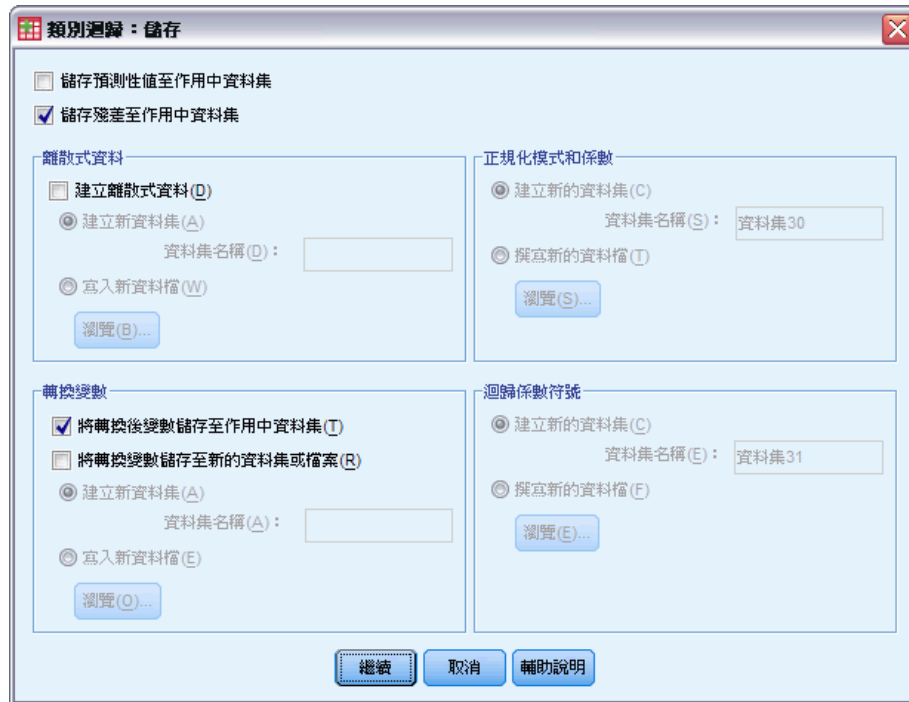 類別迴歸：儲存
儲存預測性值至作用中資料集
儲存殘差至作用中資料集
離散式資料
建立離散式資料(D)
建立新資料集(A)
資料集名稱(D)：
寫入新資料檔(W)
瀏覽(B)...
正規化模式和係數
建立新的資料集(C)
資料集名稱(S)：
資料集30
撰寫新的資料檔(T)
瀏覽(S)...
轉換變數
將轉換後變數儲存至作用中資料集(T)
將轉換變數儲存至新的資料集或檔案(R)
建立新資料集(A)
資料集名稱(A)：
寫入新資料檔(E)
瀏覽(O)...
迴歸係數符號
建立新的資料集(C)
資料集名稱(E)：
資料集31
撰寫新的資料檔(F)
瀏覽(E)...
繼續
取消
輔助說明